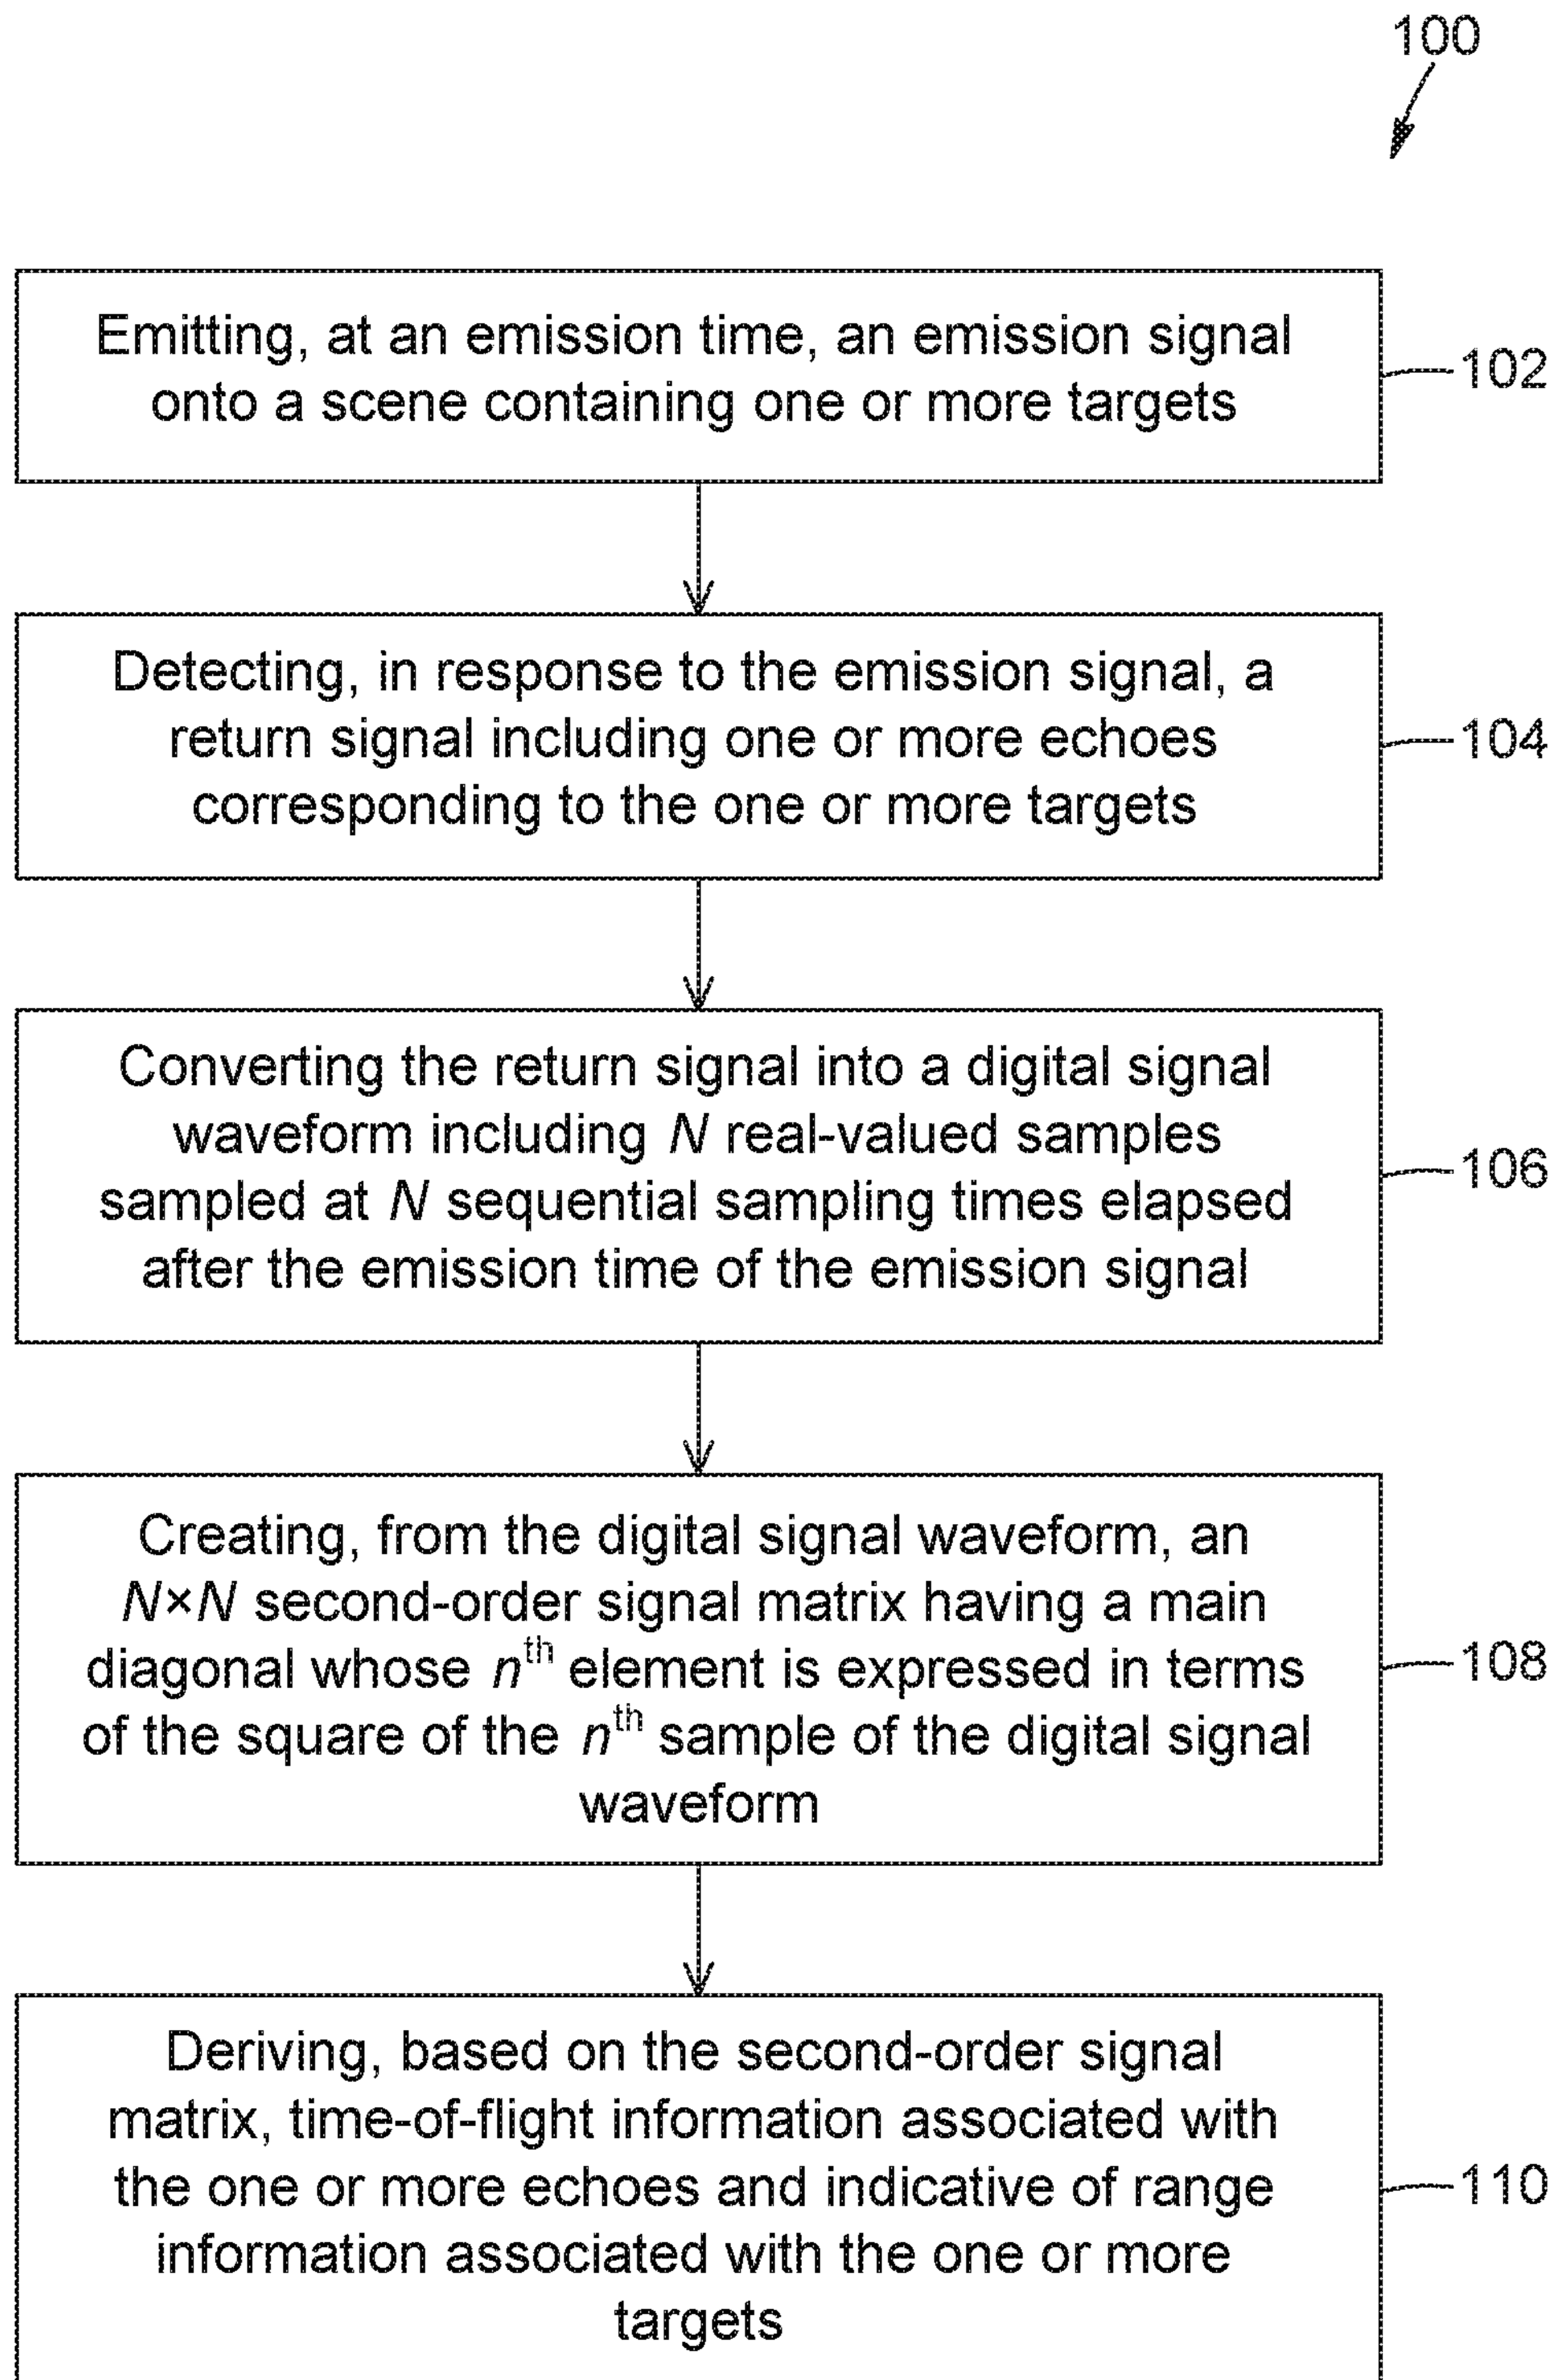 100
Emitting, at an emission time, an emission signal
onto a scene containing one or more targets
102
Detecting, in response to the emission signal, a
return signal including one or more echoes
corresponding to the one or more targets
104
Converting the return signal into a digital signal
waveform including N real-valued samples
sampled at N sequential sampling times elapsed
after the emission time of the emission signal
106
Creating, from the digital signal waveform, an
N×N second-order signal matrix having a main
diagonal whose nth element is expressed in terms
of the square of the nth sample of the digital signal
waveform
108
Deriving, based on the second-order signal
matrix, time-of-flight information associated with
the one or more echoes and indicative of range
information associated with the one or more
targets
110